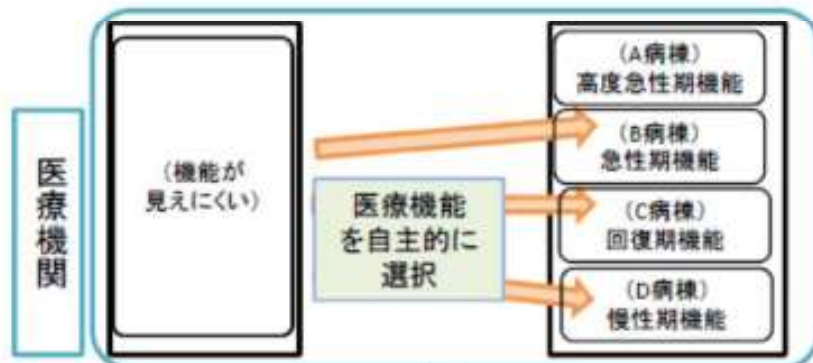 医療機関
(機能が
見えにくい)
医療機能
を自主的に
選択
(A病棟)
高度急性期機能
(B病棟)
急性期機能
(C病棟)
回復期機能
(D病棟)
慢性期機能